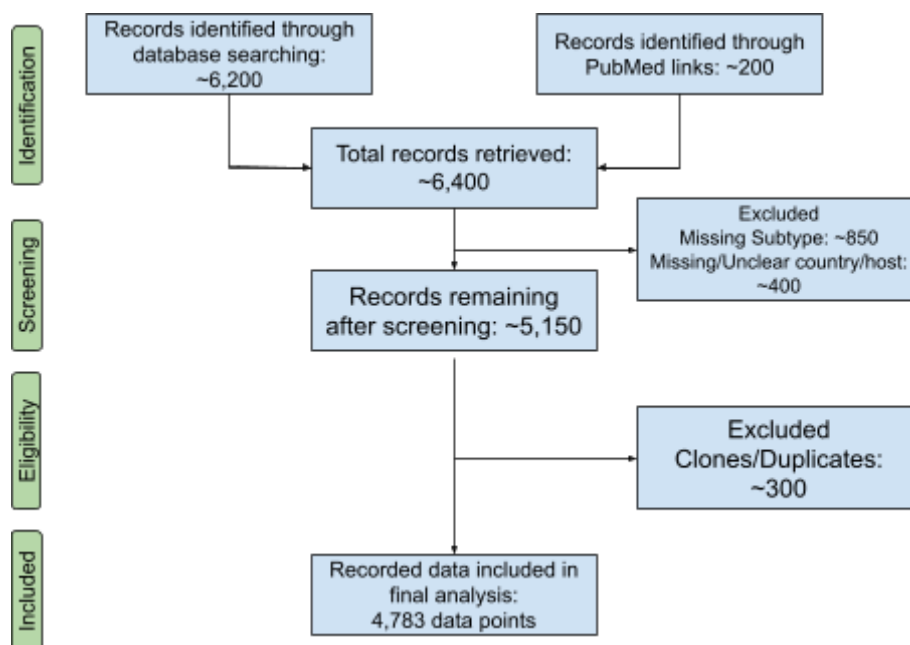 Identification
Records identified through
database searching:
~6,200
Records identified through
PubMed links: ~200
Total records retrieved:
~6,400
Screening
Excluded
Missing Subtype: ~850
Missing/Unclear country/host:
~400
Records remaining
after screening: ~5,150
Eligibility
Excluded
Clones/Duplicates:
~300
Included
Recorded data included in
final analysis:
4,783 data points